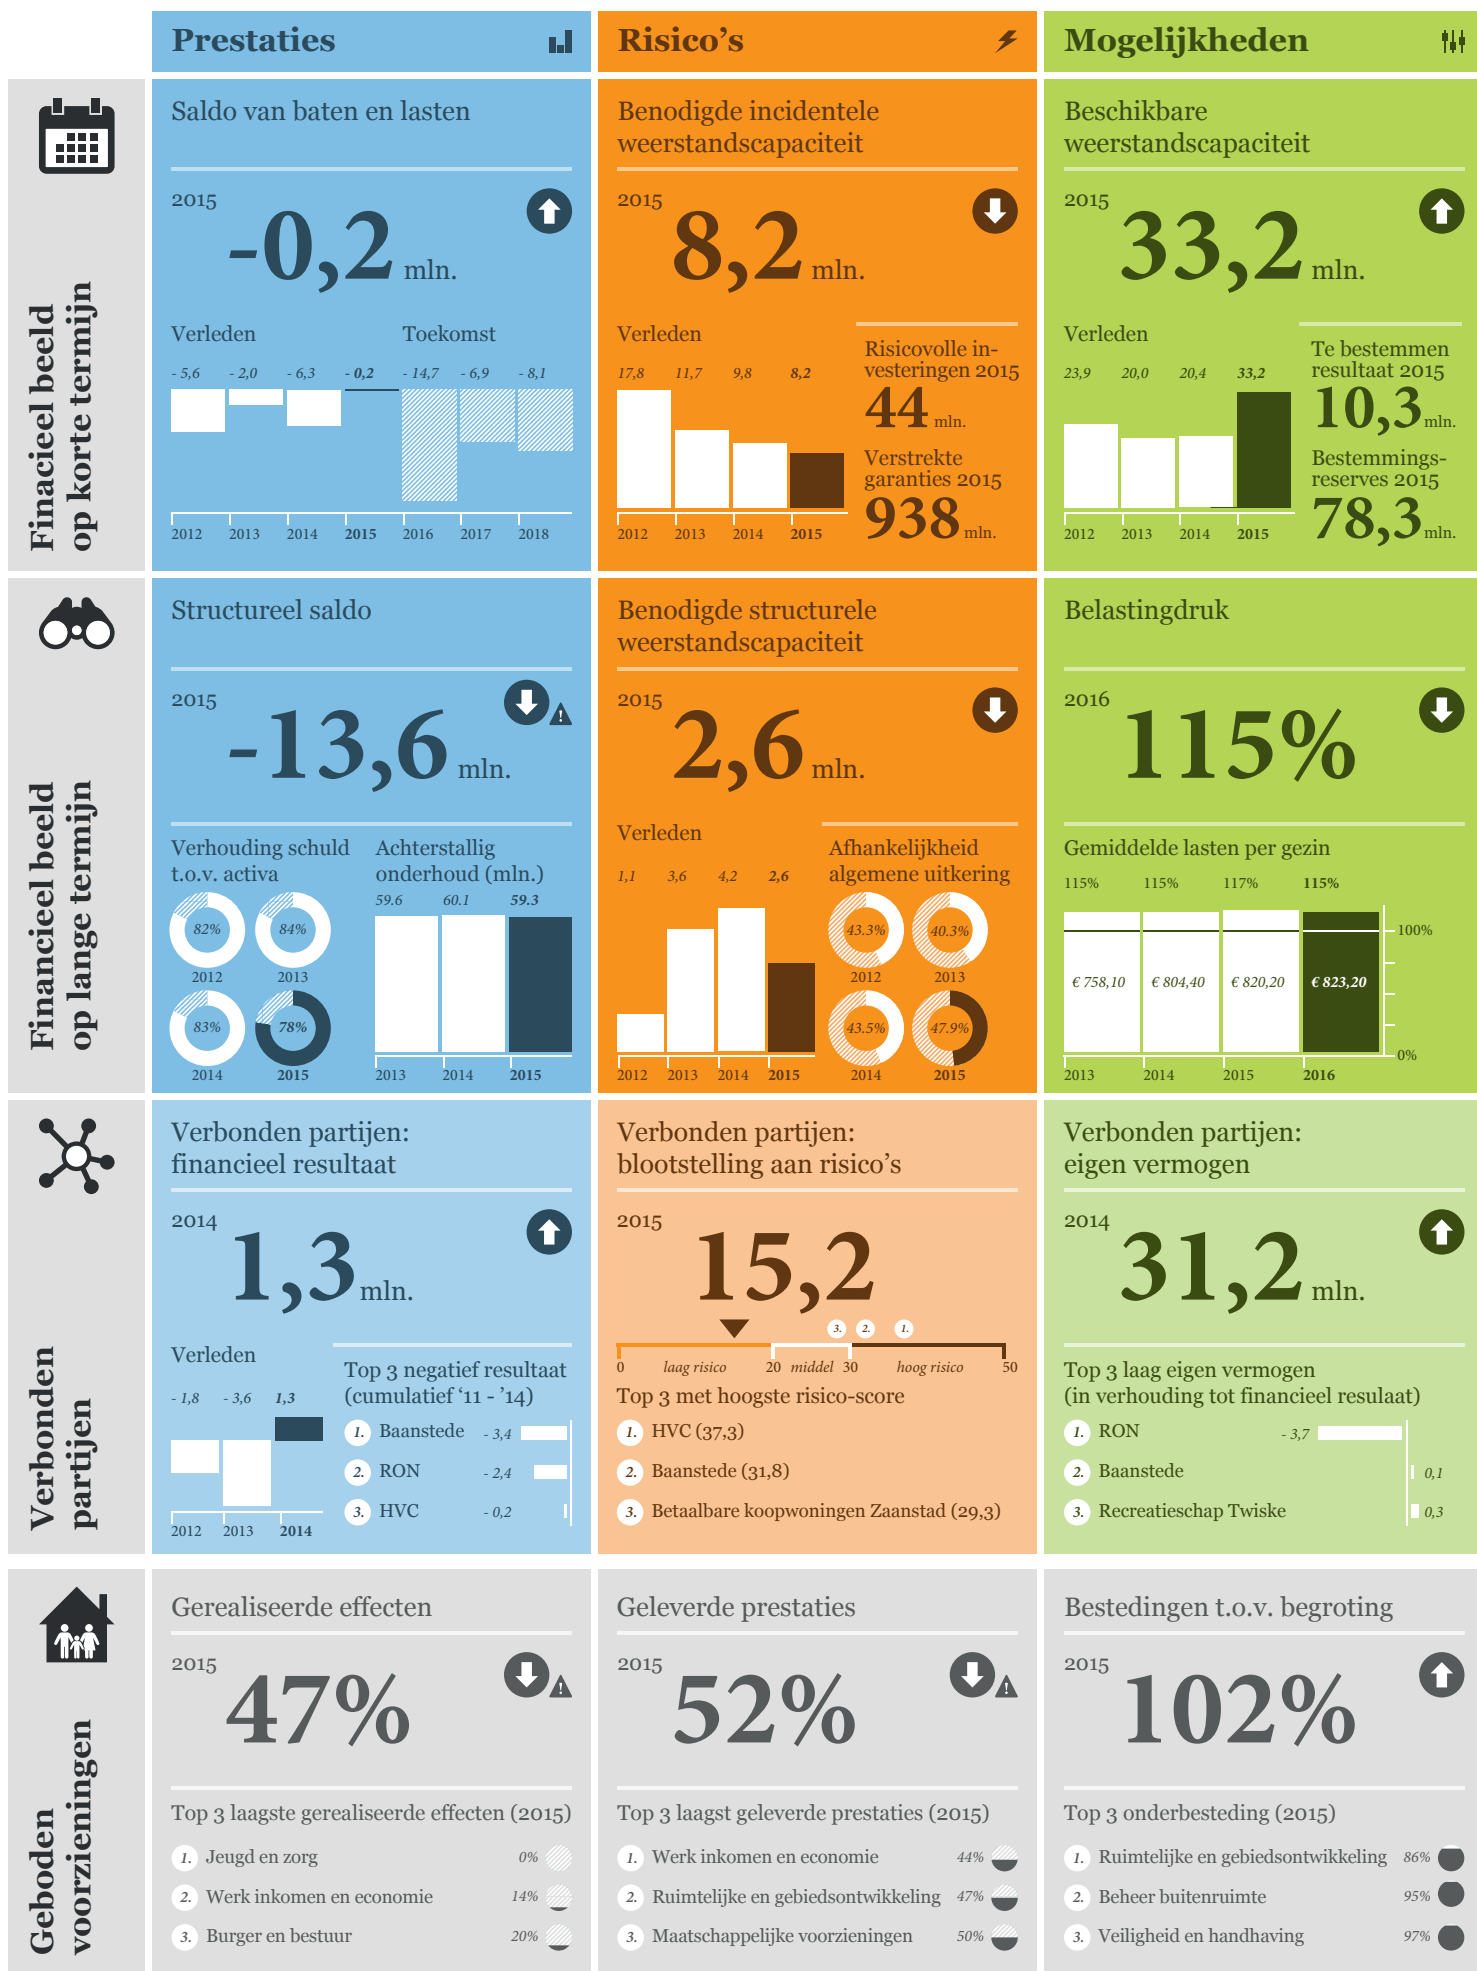 Prestaties
Risico’s
Mogelijkheden
Finacieel beeld
op korte termijn
Saldo van baten en lasten
2015
-0,2 mln.
Verleden
Toekomst
- 5,6 - 2,0 - 6,3 - 0,2 - 14,7 - 6,9 - 8,1
2012 2013 2014 2015 2016 2017 2018
Benodigde incidentele
weerstandscapaciteit
2015
8,2 mln.
Verleden
17,8 11,7 9,8 8,2
2012 2013 2014 2015
Risicovolle in-
vesteringen 2015
44 mln.
Verstrekte
garanties 2015
938 mln.
Beschikbare
weerstandscapaciteit
2015
33,2 mln.
Verleden
23,9 20,0 20,4 33,2
2012 2013 2014 2015
Te bestemmen
resultaat 2015
10,3 mln.
Bestemmings-
reserves 2015
78,3 mln.
Financieel beeld
op lange termijn
Structureel saldo
2015
-13,6 mln.
!
Verhouding schuld
t.o.v. activa
82% 84%
2012 2013
83% 78%
2014 2015
Achterstallig
onderhoud (mln.)
59.6 60.1 59.3
2013 2014 2015
Benodigde structurele
weerstandscapaciteit
2015
2,6 mln.
Verleden
1,1 3,6 4,2 2,6
2012 2013 2014 2015
Afhankelijkheid
algemene uitkering
43.3% 40.3%
2012 2013
43.5% 47.9%
2014 2015
Belastingdruk
2016
115%
Gemiddelde lasten per gezin
115% 115% 117% 115%
100%
€ 758,10 € 804,40 € 820,20 € 823,20
0%
2013 2014 2015 2016
Verbonden
partijen
Verbonden partijen:
financieel resultaat
2014
1,3 mln.
Verleden
- 1,8 - 3,6 1,3
2012 2013 2014
Top 3 negatief resultaat
(cumulatief ‘11 - ’14)
1. Baanstede - 3,4
2. RON - 2,4
3. HVC - 0,2
Verbonden partijen:
blootstelling aan risico’s
2015
15,2
3. 2. 1.
0 laag risico 20 middel 30 hoog risico 50
Top 3 met hoogste risico-score
1. HVC (37,3)
2. Baanstede (31,8)
3. Betaalbare koopwoningen Zaanstad (29,3)
Verbonden partijen:
eigen vermogen
2014
31,2 mln.
Top 3 laag eigen vermogen
(in verhouding tot financieel resulaat)
1. RON - 3,7
2. Baanstede 0,1
3. Recreatieschap Twiske 0,3
Geboden
voorzieningen
Gerealiseerde effecten
2015
47%
!
Top 3 laagste gerealiseerde effecten (2015)
1. Jeugd en zorg 0%
2. Werk inkomen en economie 14%
3. Burger en bestuur 20%
Geleverde prestaties
2015
52%
!
Top 3 laagst geleverde prestaties (2015)
1. Werk inkomen en economie 44%
2. Ruimtelijke en gebiedsontwikkeling 47%
3. Maatschappelijke voorzieningen 50%
Bestedingen t.o.v. begroting
2015
102%
Top 3 onderbesteding (2015)
1. Ruimtelijke en gebiedsontwikkeling 86%
2. Beheer buitenruimte 95%
3. Veiligheid en handhaving 97%